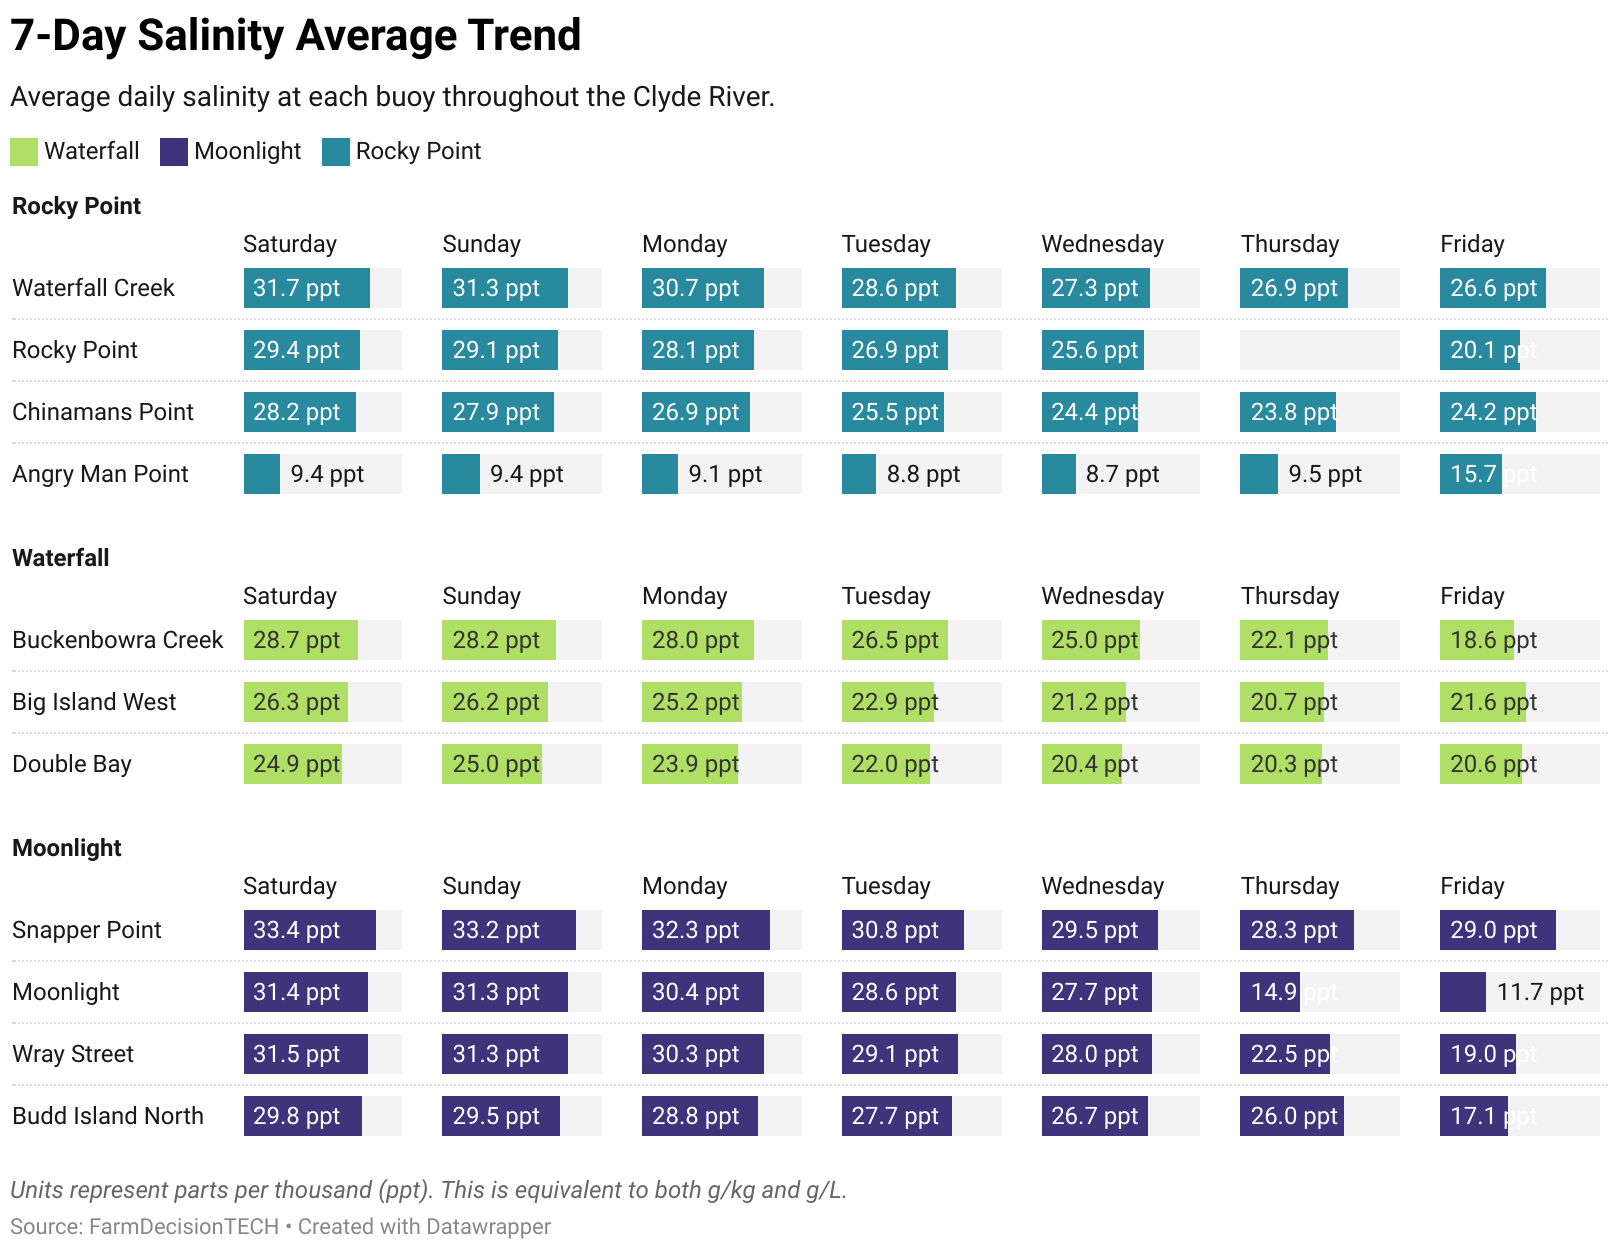 7-Day Salinity Average Trend
Average daily salinity at each buoy throughout the Clyde River.
Waterfall Moonlight Rocky Point
Rocky Point
Saturday Sunday Monday Tuesday Wednesday Thursday Friday
Waterfall Creek 31.7 ppt 31.3 ppt 30.7 ppt 28.6 ppt 27.3 ppt 26.9 ppt 26.6 ppt
Rocky Point 29.4 ppt 29.1 ppt 28.1 ppt 26.9 ppt 25.6 ppt 20.1 ppt
Chinamans Point 28.2 ppt 27.9 ppt 26.9 ppt 25.5 ppt 24.4 ppt 23.8 ppt 24.2 ppt
Angry Man Point 9.4 ppt 9.4 ppt 9.1 ppt 8.8 ppt 8.7 ppt 9.5 ppt 15.7 ppt
Waterfall
Saturday Sunday Monday Tuesday Wednesday Thursday Friday
Buckenbowra Creek 28.7 ppt 28.2 ppt 28.0 ppt 26.5 ppt 25.0 ppt 22.1 ppt 18.6 ppt
Big Island West 26.3 ppt 26.2 ppt 25.2 ppt 22.9 ppt 21.2 ppt 20.7 ppt 21.6 ppt
Double Bay 24.9 ppt 25.0 ppt 23.9 ppt 22.0 ppt 20.4 ppt 20.3 ppt 20.6 ppt
Moonlight
Saturday Sunday Monday Tuesday Wednesday Thursday Friday
Snapper Point 33.4 ppt 33.2 ppt 32.3 ppt 30.8 ppt 29.5 ppt 28.3 ppt 29.0 ppt
Moonlight 31.4 ppt 31.3 ppt 30.4 ppt 28.6 ppt 27.7 ppt 14.9 ppt 11.7 ppt
Wray Street 31.5 ppt 31.3 ppt 30.3 ppt 29.1 ppt 28.0 ppt 22.5 ppt 19.0 ppt
Budd Island North 29.8 ppt 29.5 ppt 28.8 ppt 27.7 ppt 26.7 ppt 26.0 ppt 17.1 ppt
Units represent parts per thousand (ppt). This is equivalent to both g/kg and g/L.
Source: FarmDecisionTECH • Created with Datawrapper